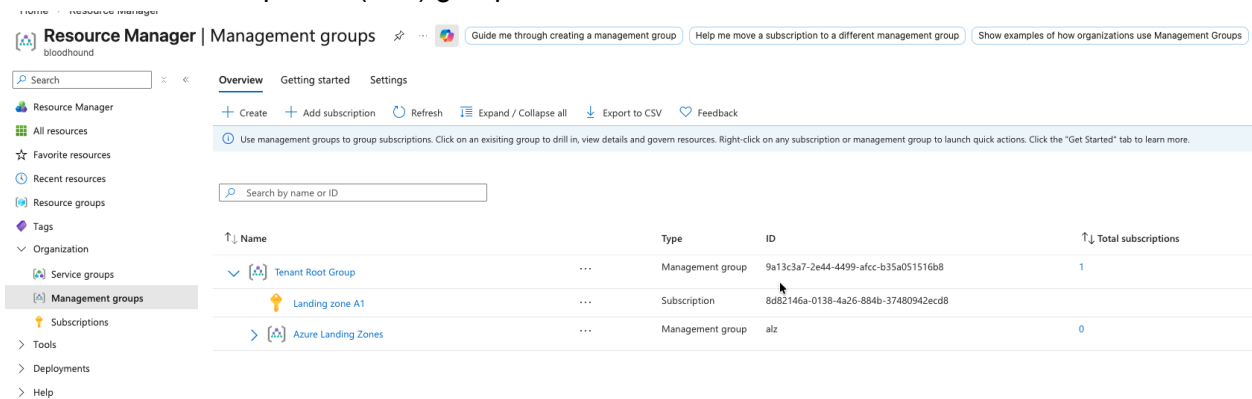 Home Resource Manager
Resource Manager | Management groups
bloodhound
Guide me through creating a management group
Help me move a subscription to a different management group
Show examples of how organizations use Management Groups
Search
Resource Manager
All resources
Favorite resources
Recent resources
Resource groups
Tags
Organization
Service groups
Management groups
Subscriptions
Tools
Deployments
Help
Overview Getting started Settings
Create Add subscription Refresh Expand / Collapse all Export to CSV Feedback
Use management groups to group subscriptions. Click on an exisiting group to drill in, view details and govern resources. Right-click on any subscription or management group to launch quick actions. Click the "Get Started" tab to learn more.
Search by name or ID
Name Type ID Total subscriptions
Tenant Root Group ... Management group 9a13c3a7-2e44-4499-afcc-b35a051516b8 1
Landing zone A1 ... Subscription 8d82146a-0138-4a26-884b-37480942ecd8
Azure Landing Zones ... Management group alz 0